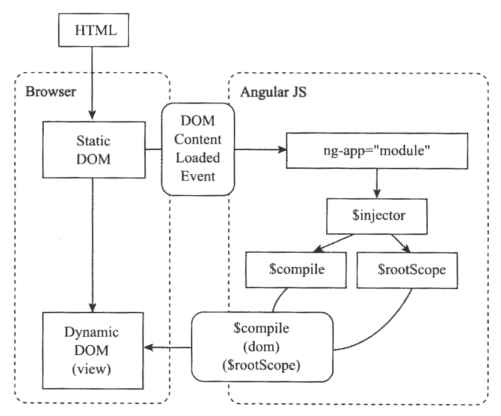 HTML
Browser
Angular JS
DOM
Content
Loaded
Event
Static
DOM
ng-app="module"
$injector
$compile
$rootScope
$compile
(dom)
($rootScope)
Dynamic
DOM
(view)